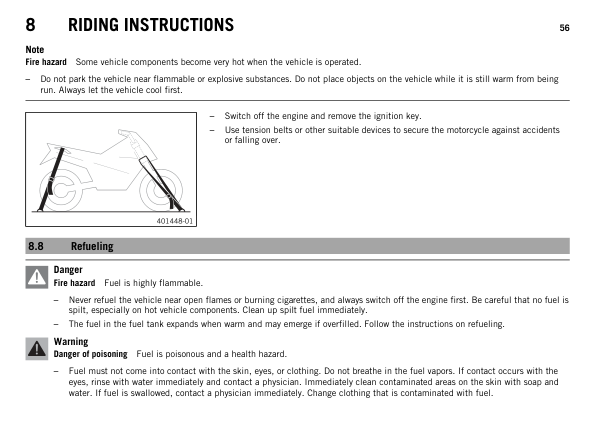 8 RIDING INSTRUCTIONS 56
Note
Fire hazard Some vehicle components become very hot when the vehicle is operated.
– Do not park the vehicle near flammable or explosive substances. Do not place objects on the vehicle while it is still warm from being
run. Always let the vehicle cool first.
– Switch off the engine and remove the ignition key.
– Use tension belts or other suitable devices to secure the motorcycle against accidents
or falling over.
401448-01
8.8 Refueling
Danger
Fire hazard Fuel is highly flammable.
– Never refuel the vehicle near open flames or burning cigarettes, and always switch off the engine first. Be careful that no fuel is
spilt, especially on hot vehicle components. Clean up spilt fuel immediately.
– The fuel in the fuel tank expands when warm and may emerge if overfilled. Follow the instructions on refueling.
Warning
Danger of poisoning Fuel is poisonous and a health hazard.
– Fuel must not come into contact with the skin, eyes, or clothing. Do not breathe in the fuel vapors. If contact occurs with the
eyes, rinse with water immediately and contact a physician. Immediately clean contaminated areas on the skin with soap and
water. If fuel is swallowed, contact a physician immediately. Change clothing that is contaminated with fuel.